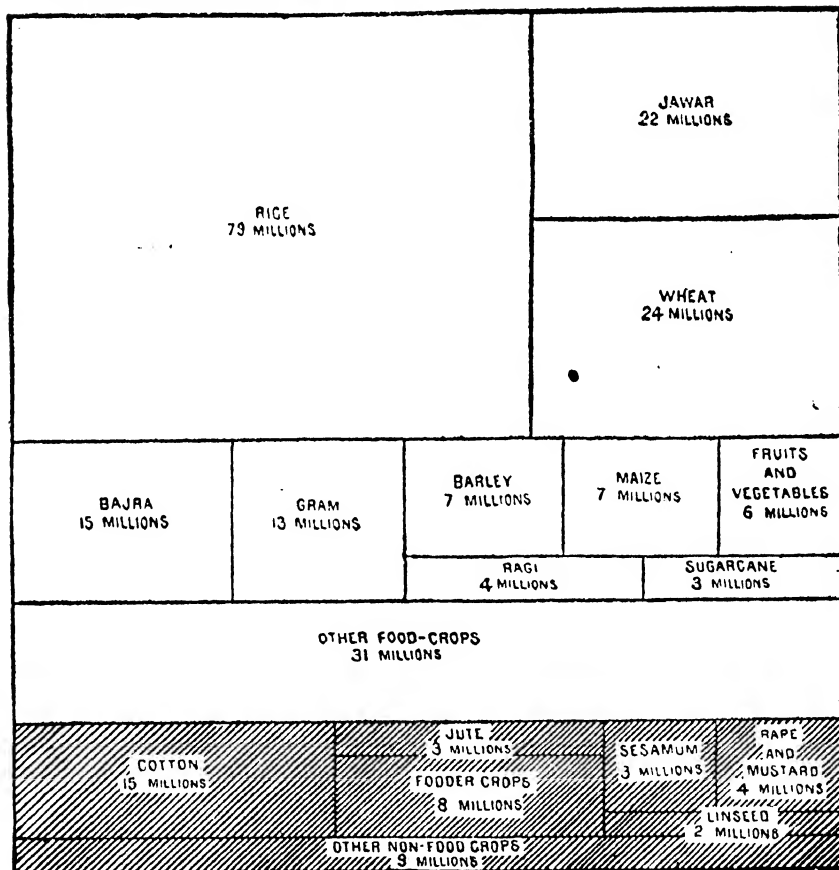 RICE
79 MILLIONS
JAWAR
22 MILLIONS
WHEAT
24 MILLIONS
BAJRA
15 MILLIONS
GRAM
13 MILLIONS
BARLEY
7 MILLIONS
MAIZE
7 MILLIONS
FRUITS
AND
VEGETABLES
6 MILLIONS
RAGI
4 MILLIONS
SUGARCANE
3 MILLIONS
OTHER FOOD-CROPS
31 MILLIONS
COTTON
15 MILLIONS
JUTE
3 MILLIONS
FODDER CROPS
8 MILLIONS
SESAMUM
3 MILLIONS
RAPE
AND
MUSTARD
4 MILLIONS
LINSEED
2 MILLIONS
OTHER NON-FOOD CROPS
9 MILLIONS